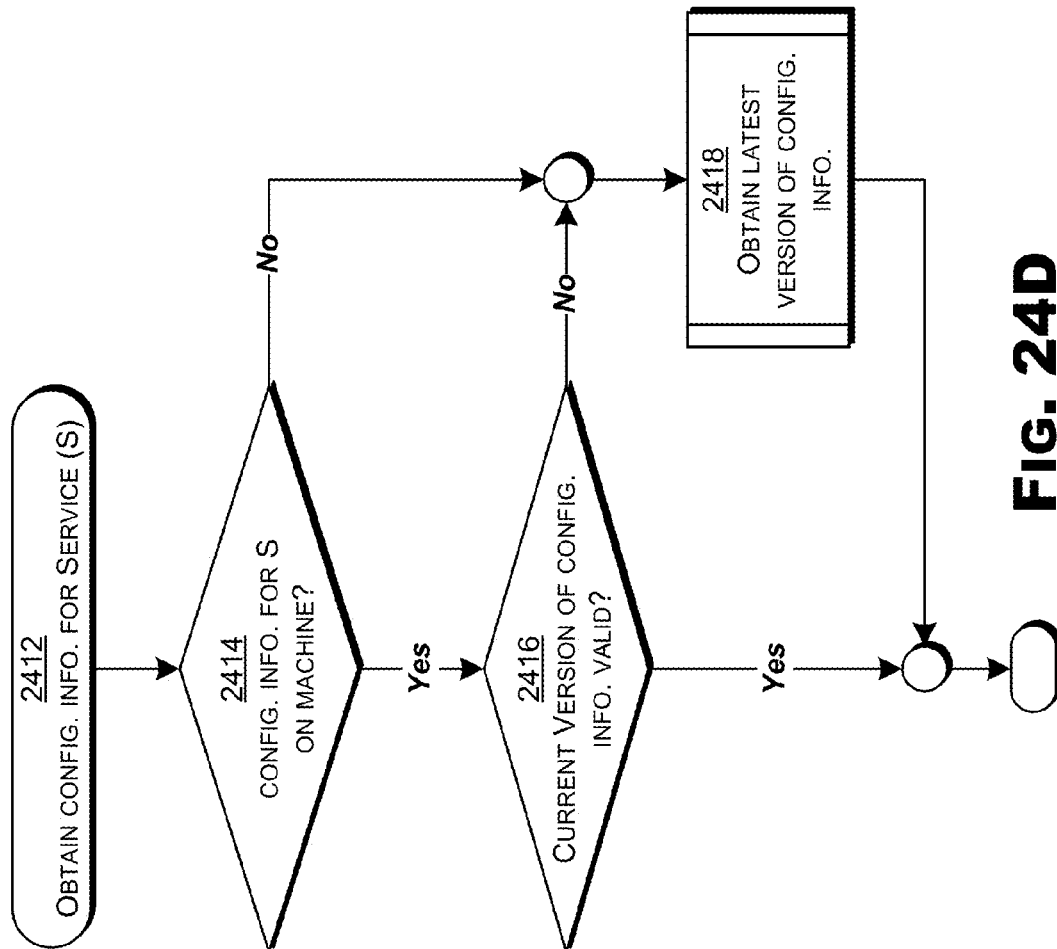 2412
OBTAIN CONFIG. INFO. FOR SERVICE (S)
2414
CONFIG. INFO. FOR S
ON MACHINE?
No
Yes
2416
CURRENT VERSION OF CONFIG.
INFO. VALID?
No
Yes
2418
OBTAIN LATEST
VERSION OF CONFIG.
INFO.
FIG. 24D